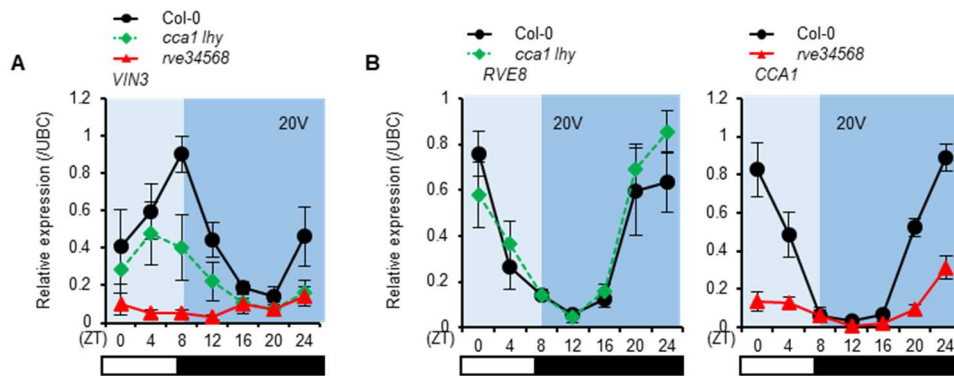 A
Col-0
cca1 lhy
rve34568
VIN3
Relative expression (/UBC)
1.2
1
0.8
0.6
0.4
0.2
0
20V
(ZT) 0 4 8 12 16 20 24
B
Col-0
cca1 lhy
RVE8
Relative expression (/UBC)
1
0.8
0.6
0.4
0.2
0
20V
(ZT) 0 4 8 12 16 20 24
Col-0
rve34568
CCA1
1.2
1
0.8
0.6
0.4
0.2
0
20V
(ZT) 0 4 8 12 16 20 24